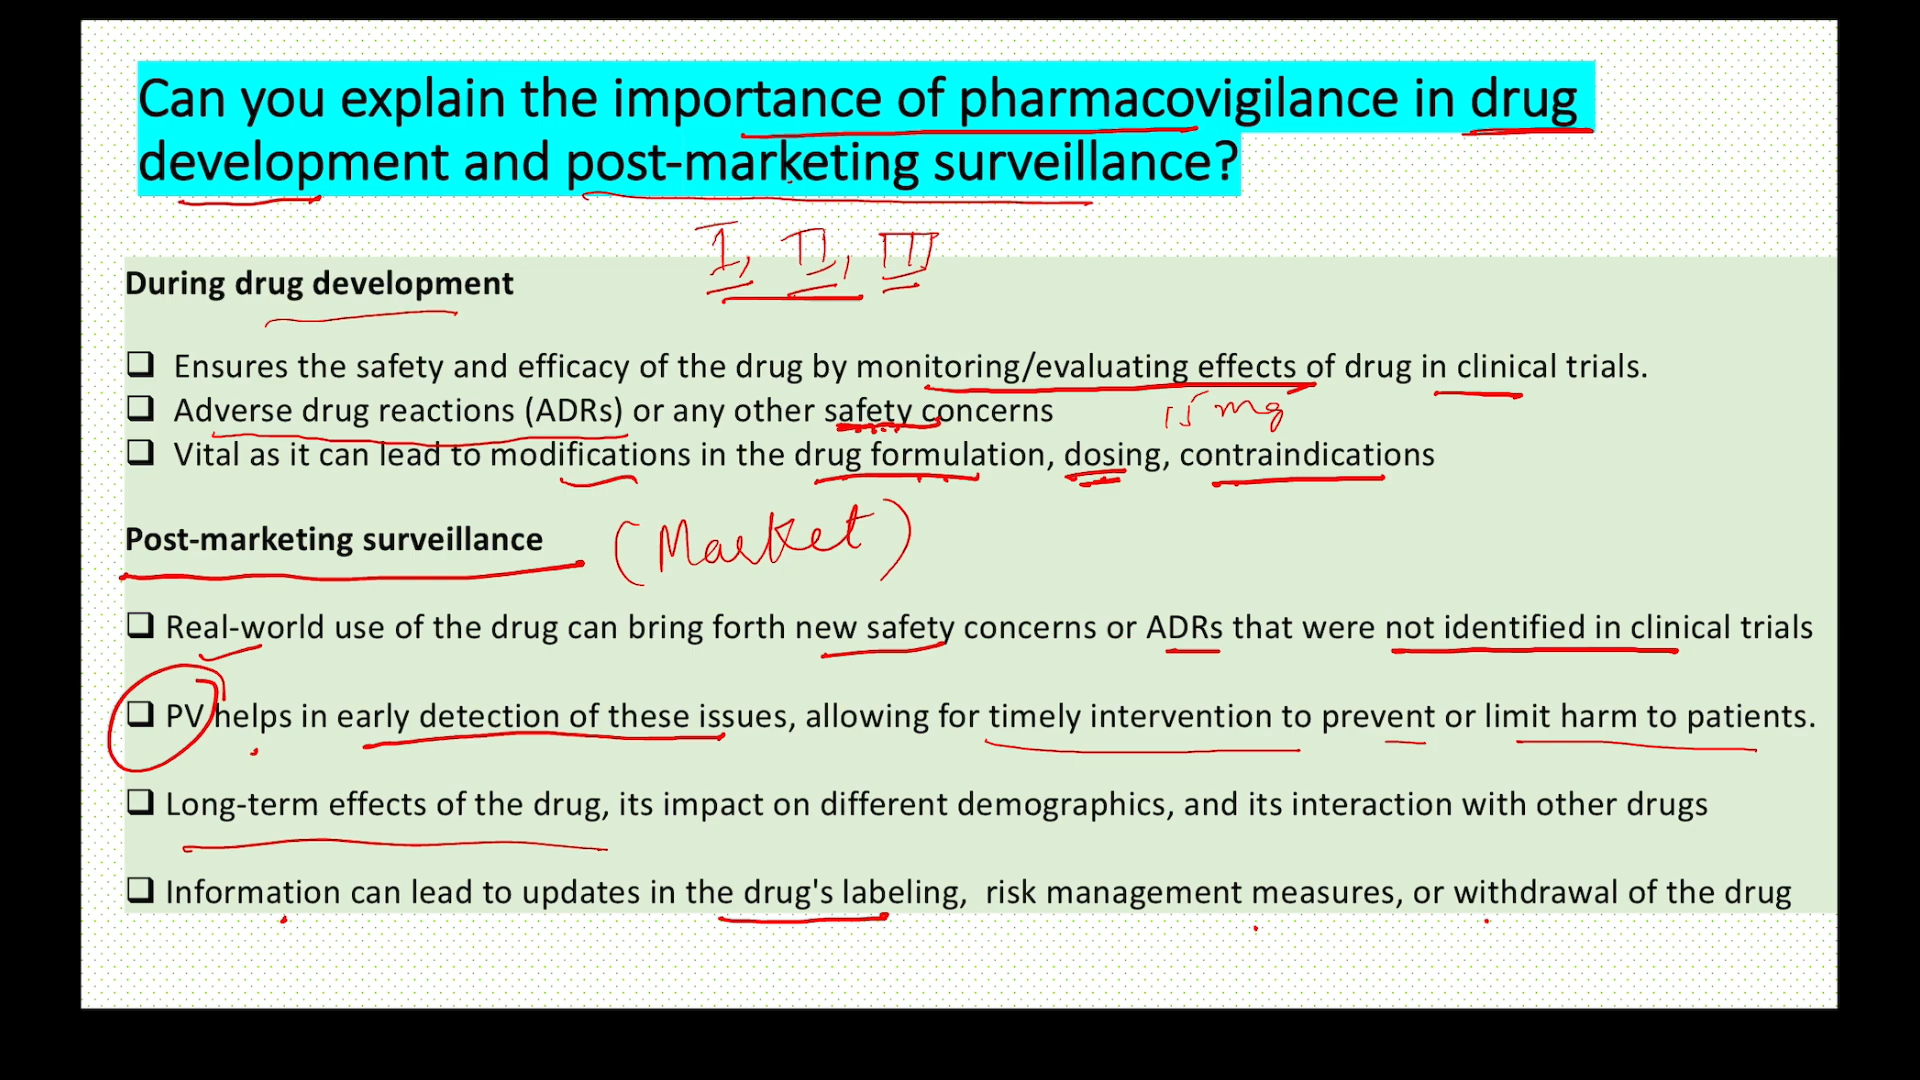 Can you explain the importance of pharmacovigilance in drug
development and post-marketing surveillance?
I, II, III
During drug development
Ensures the safety and efficacy of the drug by monitoring/evaluating effects of drug in clinical trials.
Adverse drug reactions (ADRs) or any other safety concerns
15 mg
Vital as it can lead to modifications in the drug formulation, dosing, contraindications
Post-marketing surveillance (Market)
Real-world use of the drug can bring forth new safety concerns or ADRs that were not identified in clinical trials
PV helps in early detection of these issues, allowing for timely intervention to prevent or limit harm to patients.
Long-term effects of the drug, its impact on different demographics, and its interaction with other drugs
Information can lead to updates in the drug's labeling, risk management measures, or withdrawal of the drug